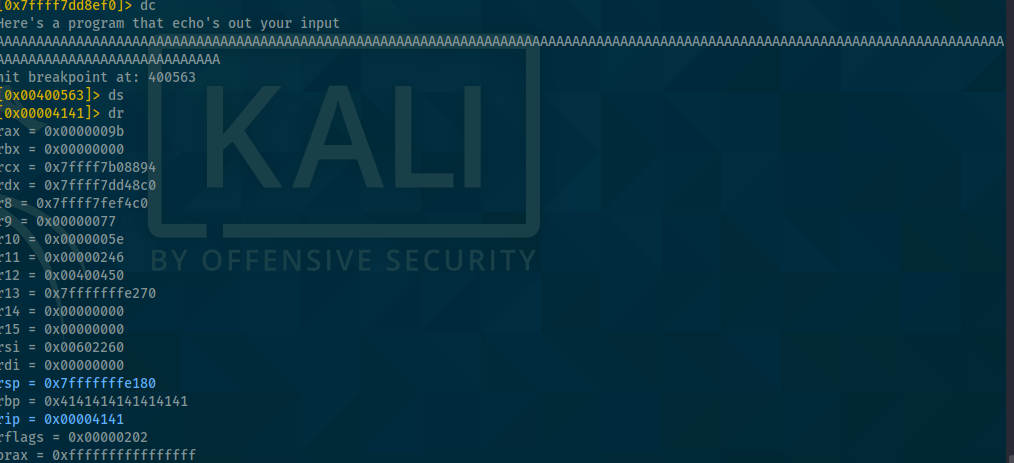 [0x7ffff7dd8ef0]> dc
Here's a program that echo's out your input
AAAAAAAAAAAAAAAAAAAAAAAAAAAAAAAAAAAAAAAAAAAAAAAAAAAAAAAAAAAAAAAAAAAAAAAAAAAAAAAAAAAAAAAAAAAAAAAAAAAAAAAAAAAAAAAAAAAAAAAAAAAAAA
AAAAAAAAAAAAAAAAAAAAAAAAAAAA
hit breakpoint at: 400563
[0x00400563]> ds
[0x00004141]> dr
rax = 0x0000009b
rbx = 0x00000000
rcx = 0x7ffff7b08894
rdx = 0x7ffff7dd48c0
r8 = 0x7ffff7fef4c0
r9 = 0x00000077
r10 = 0x0000005e
r11 = 0x00000246
r12 = 0x00400450
r13 = 0x7fffffffe270
r14 = 0x00000000
r15 = 0x00000000
rsi = 0x00602260
rdi = 0x00000000
rsp = 0x7fffffffe180
rbp = 0x4141414141414141
rip = 0x00004141
rflags = 0x00000202
orax = 0xffffffffffffffff
KALI
BY OFFENSIVE SECURITY